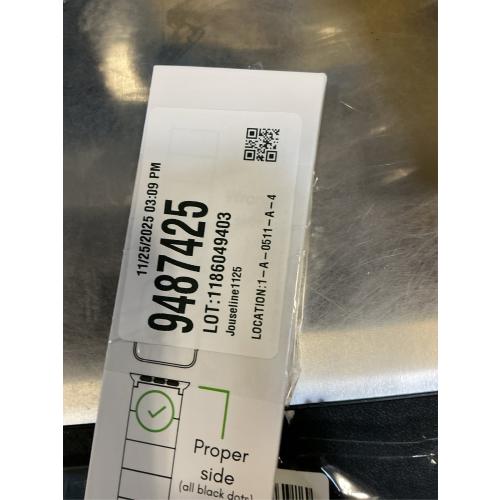 11/25/2025 03:09 PM
9487425
LOT:1186049403
Jouseline1125
LOCATION:1-A-0511-A-4
Proper
side
(all black dots)